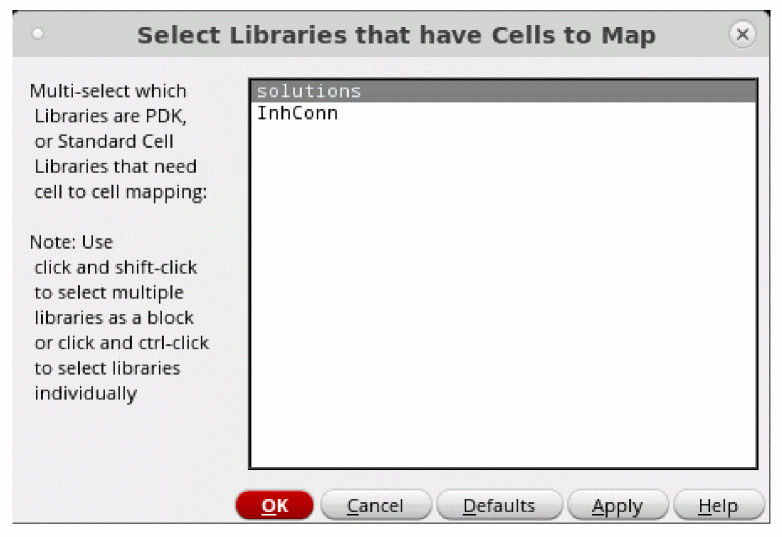 Select Libraries that have Cells to Map
Multi-select which
Libraries are PDK,
or Standard Cell
Libraries that need
cell to cell mapping:
Note: Use
click and shift-click
to select multiple
libraries as a block
or click and ctrl-click
to select libraries
individually
solutions
InhConn
OK Cancel Defaults Apply Help